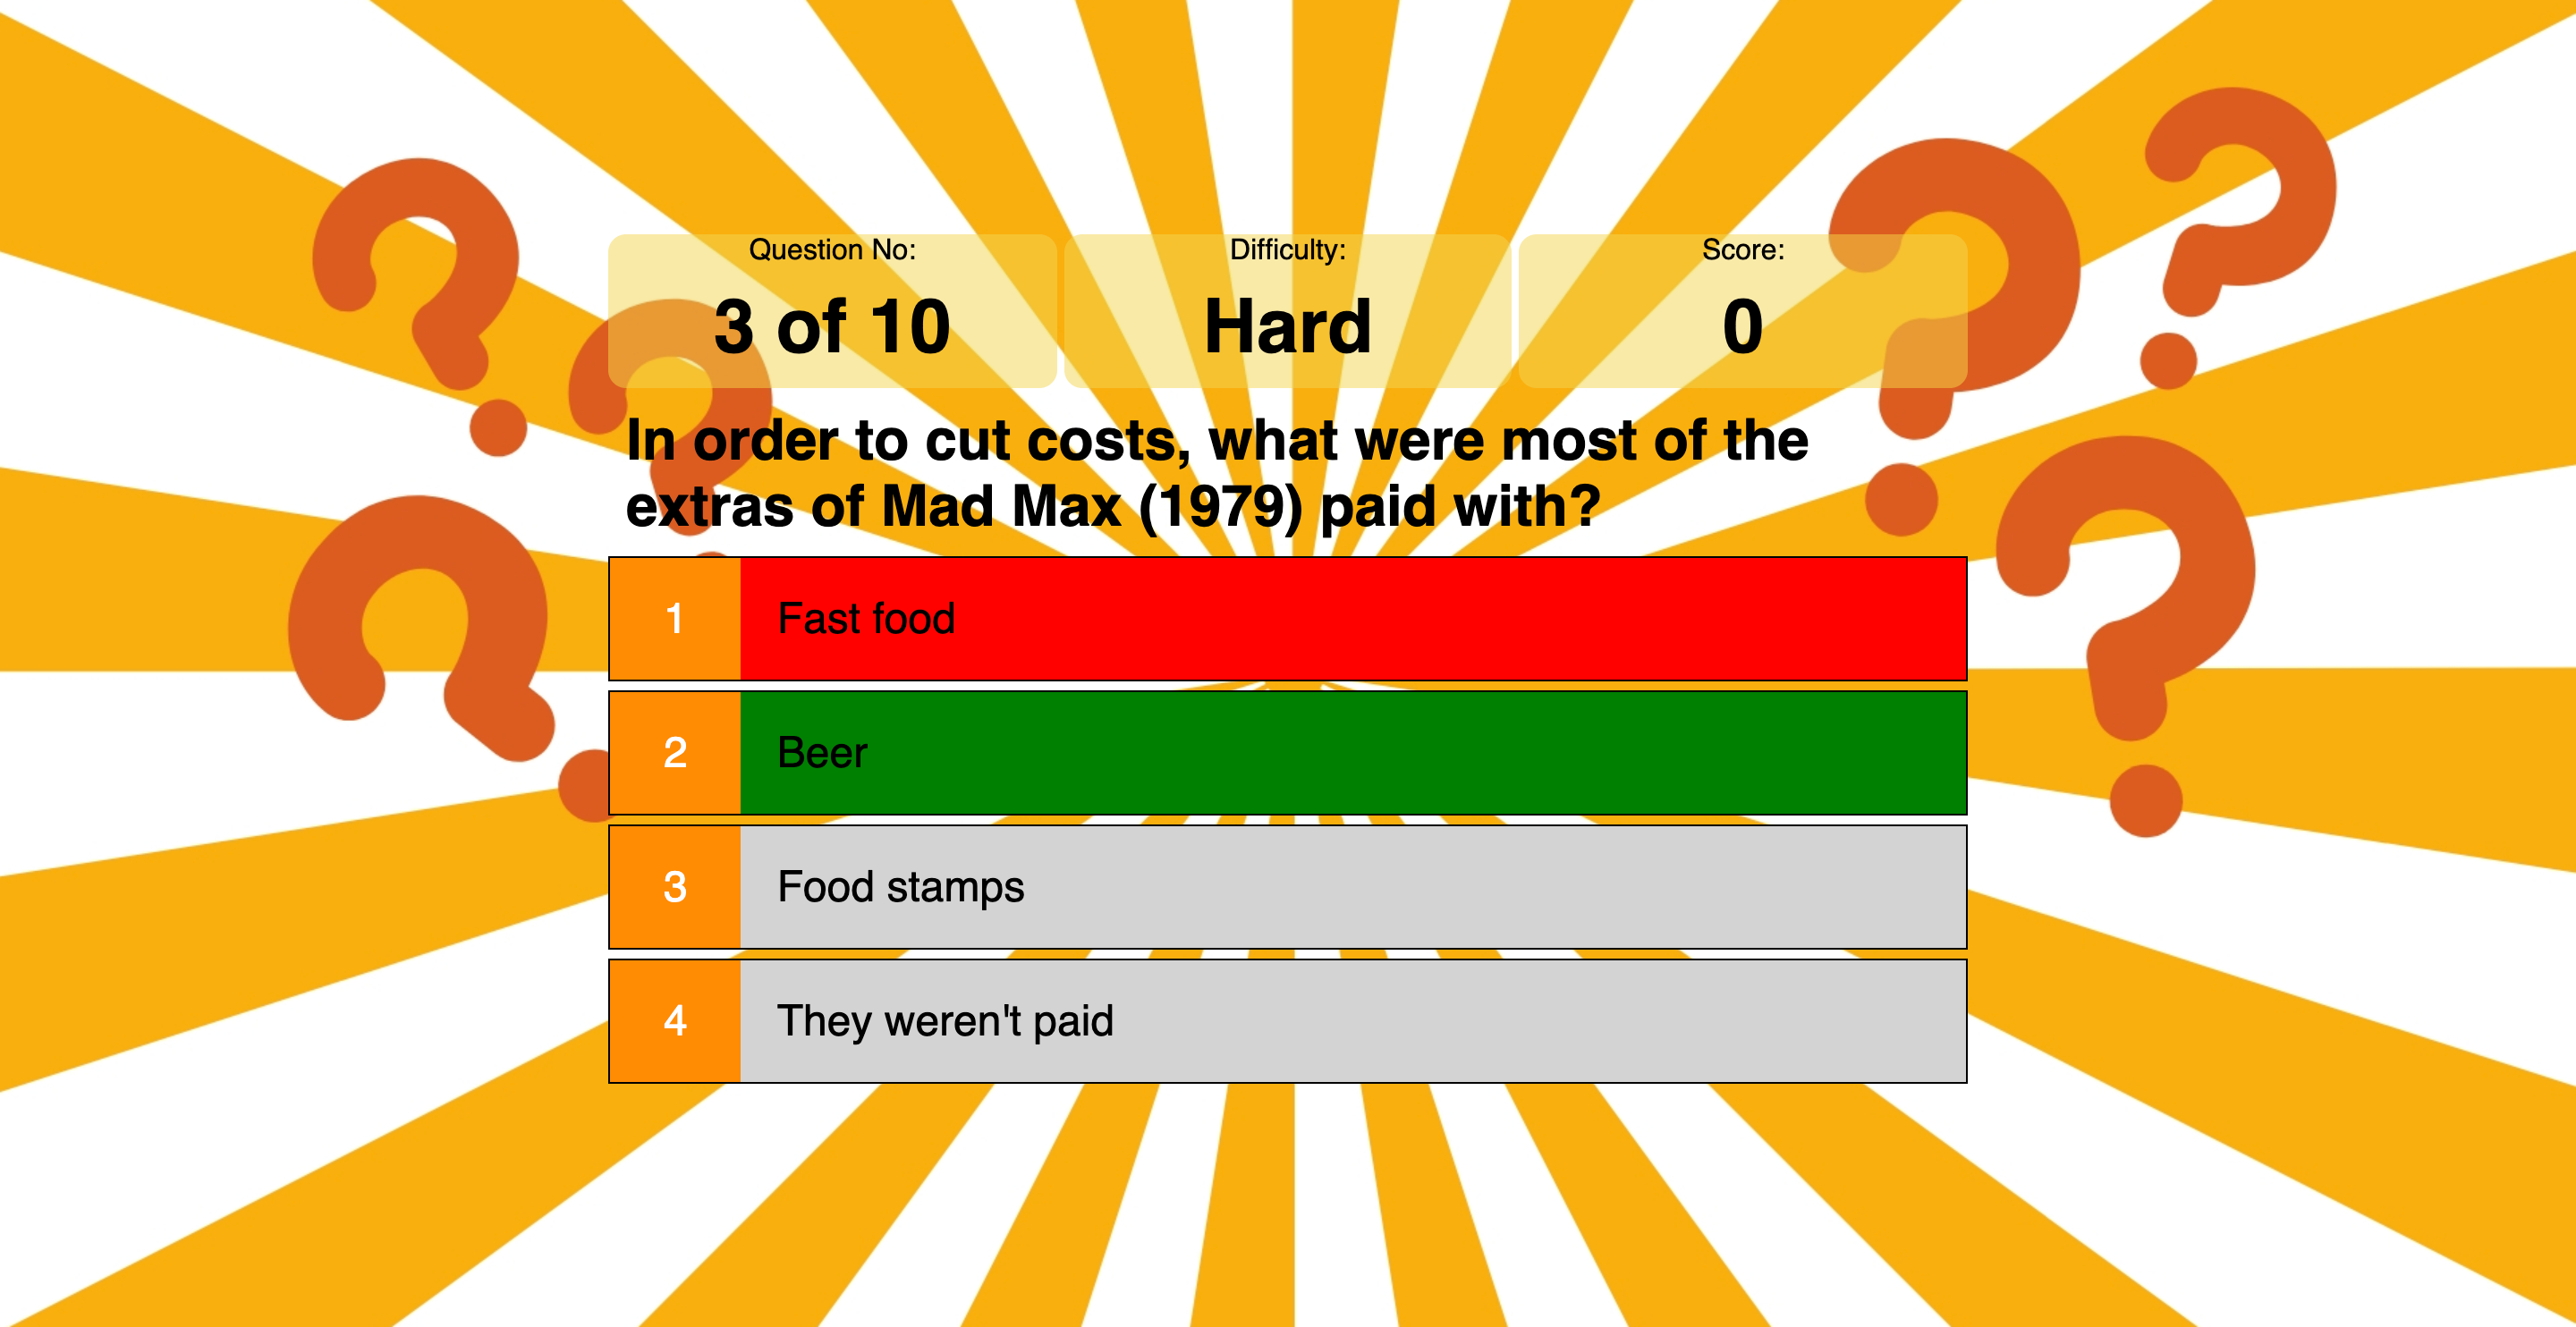 Question No:
Difficulty:
Score:
3 of 10
Hard
0
In order to cut costs, what were most of the
extras of Mad Max (1979) paid with?
1 Fast food
2 Beer
3 Food stamps
4 They weren't paid